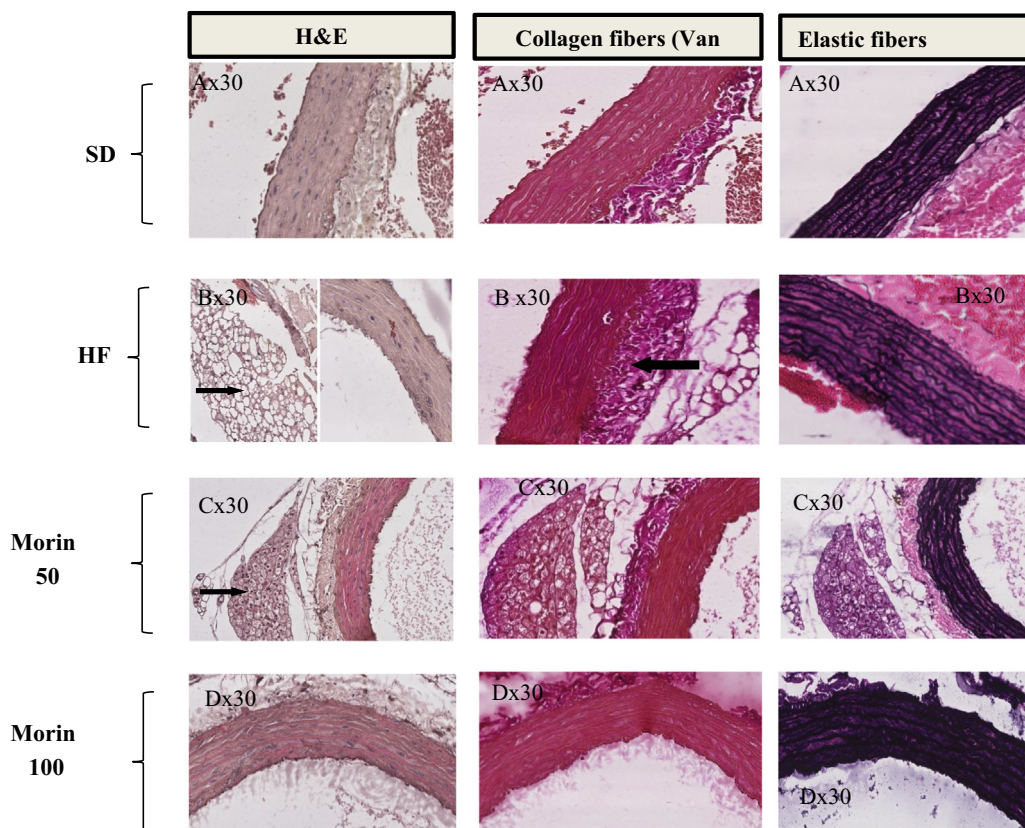 H&E
Collagen fibers (Van
Elastic fibers
SD
Ax30
Ax30
Ax30
HF
Bx30
B x30
Bx30
Morin
50
Cx30
Cx30
Cx30
Morin
100
Dx30
Dx30
Dx30